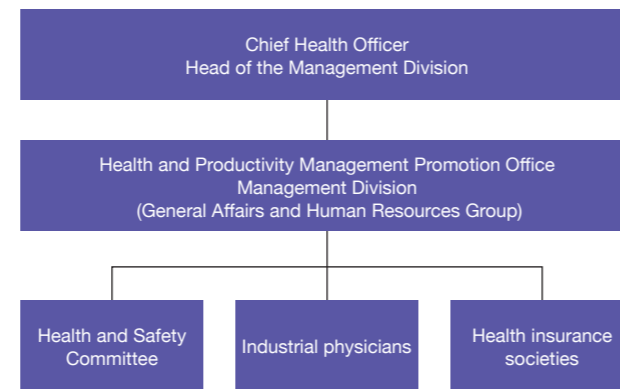 Chief Health Officer
Head of the Management Division
Health and Productivity Management Promotion Office
Management Division
(General Affairs and Human Resources Group)
Health and Safety
Committee
Industrial physicians
Health insurance
societies